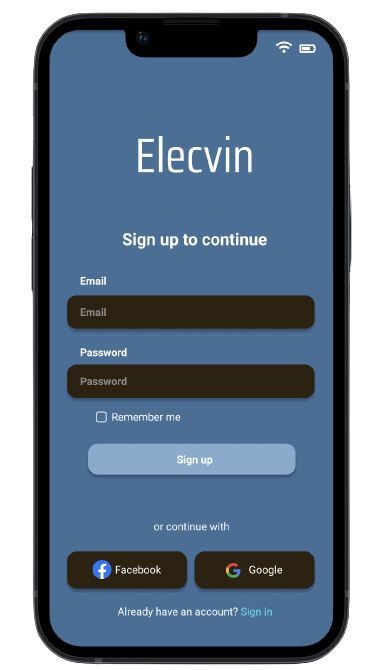 Elecvin
Sign up to continue
Email
Email
Password
Password
Remember me
Sign up
or continue with
Facebook Google
Already have an account? Sign in